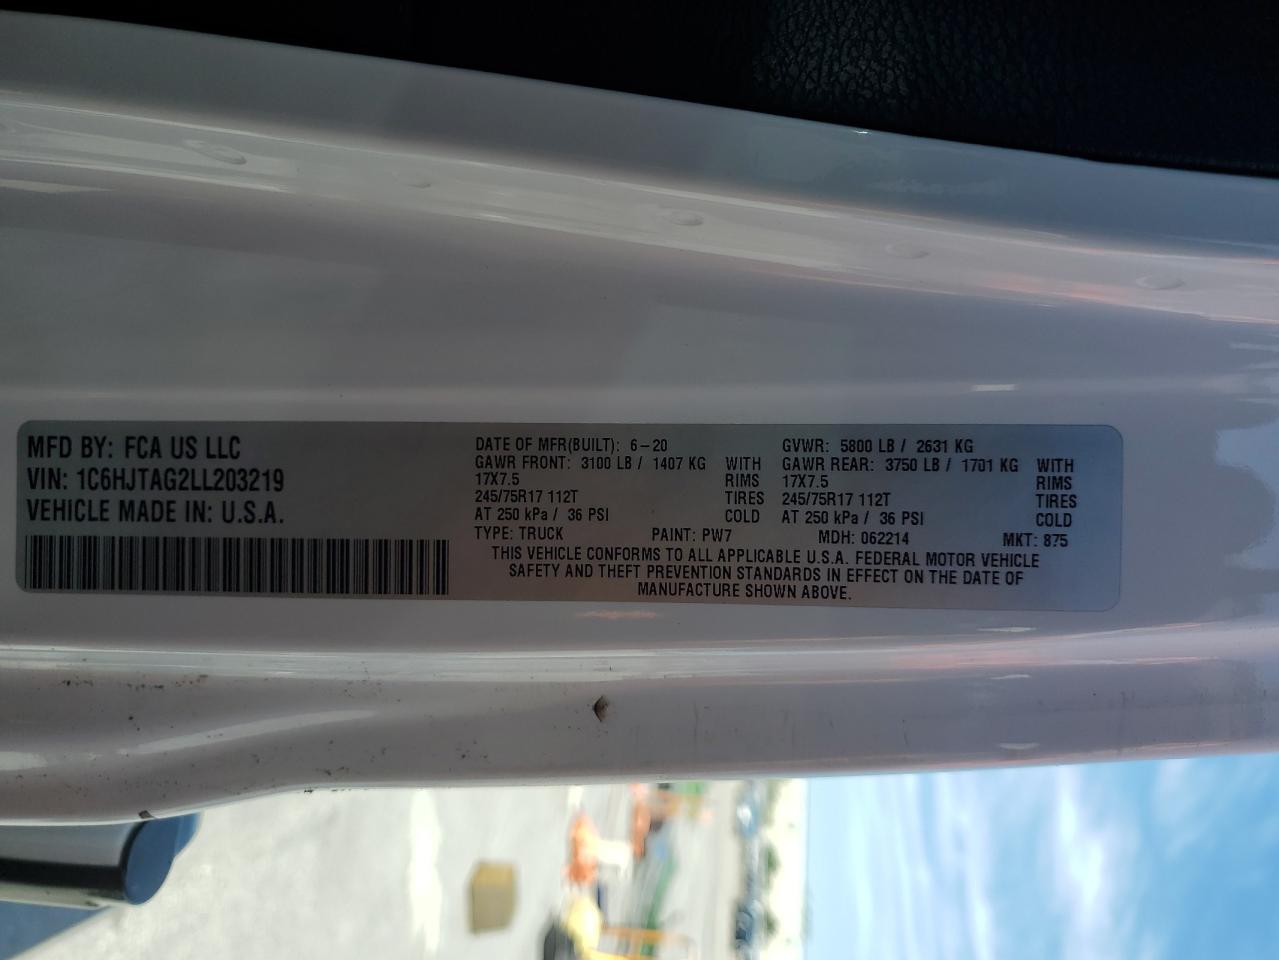 MFD BY: FCA US LLC
VIN: 1C6HJTAG2LL203219
VEHICLE MADE IN: U.S.A.
DATE OF MFR(BUILT): 6-20
GAWR FRONT: 3100 LB / 1407 KG WITH
17X7.5 RIMS
245/75R17 112T TIRES
AT 250 kPa / 36 PSI COLD
GVWR: 5800 LB / 2631 KG
GAWR REAR: 3750 LB / 1701 KG WITH
17X7.5 RIMS
245/75R17 112T TIRES
AT 250 kPa / 36 PSI COLD
TYPE: TRUCK PAINT: PW7 MDH: 062214 MKT: 875
THIS VEHICLE CONFORMS TO ALL APPLICABLE U.S.A. FEDERAL MOTOR VEHICLE
SAFETY AND THEFT PREVENTION STANDARDS IN EFFECT ON THE DATE OF
MANUFACTURE SHOWN ABOVE.